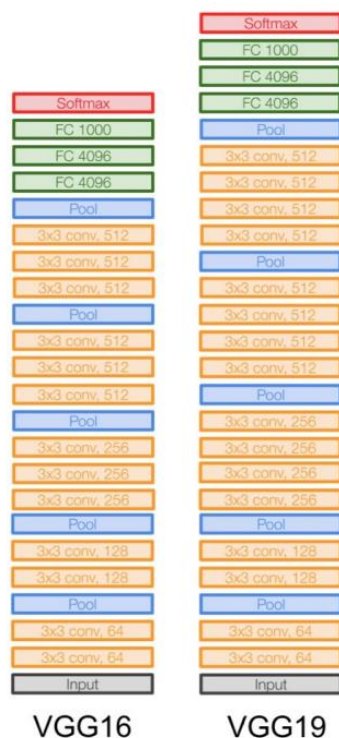 Softmax
FC 1000
FC 4096
FC 4096
Pool
3x3 conv, 512
3x3 conv, 512
3x3 conv, 512
Pool
3x3 conv, 512
3x3 conv, 512
3x3 conv, 512
Pool
3x3 conv, 256
3x3 conv, 256
3x3 conv, 256
Pool
3x3 conv, 128
3x3 conv, 128
Pool
3x3 conv, 64
3x3 conv, 64
Input
VGG16
Softmax
FC 1000
FC 4096
FC 4096
Pool
3x3 conv, 512
3x3 conv, 512
3x3 conv, 512
3x3 conv, 512
Pool
3x3 conv, 512
3x3 conv, 512
3x3 conv, 512
3x3 conv, 512
Pool
3x3 conv, 256
3x3 conv, 256
3x3 conv, 256
3x3 conv, 256
Pool
3x3 conv, 128
3x3 conv, 128
Pool
3x3 conv, 64
3x3 conv, 64
Input
VGG19